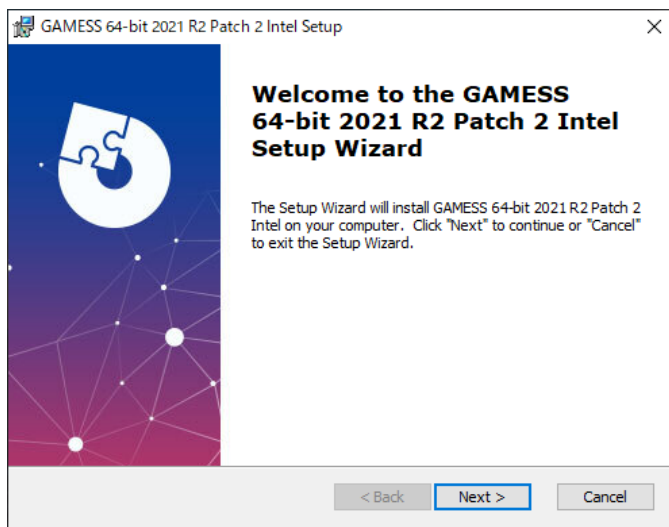 GAMESS 64-bit 2021 R2 Patch 2 Intel Setup
Welcome to the GAMESS
64-bit 2021 R2 Patch 2 Intel
Setup Wizard
The Setup Wizard will install GAMESS 64-bit 2021 R2 Patch 2
Intel on your computer. Click "Next" to continue or "Cancel"
to exit the Setup Wizard.
< Back Next > Cancel